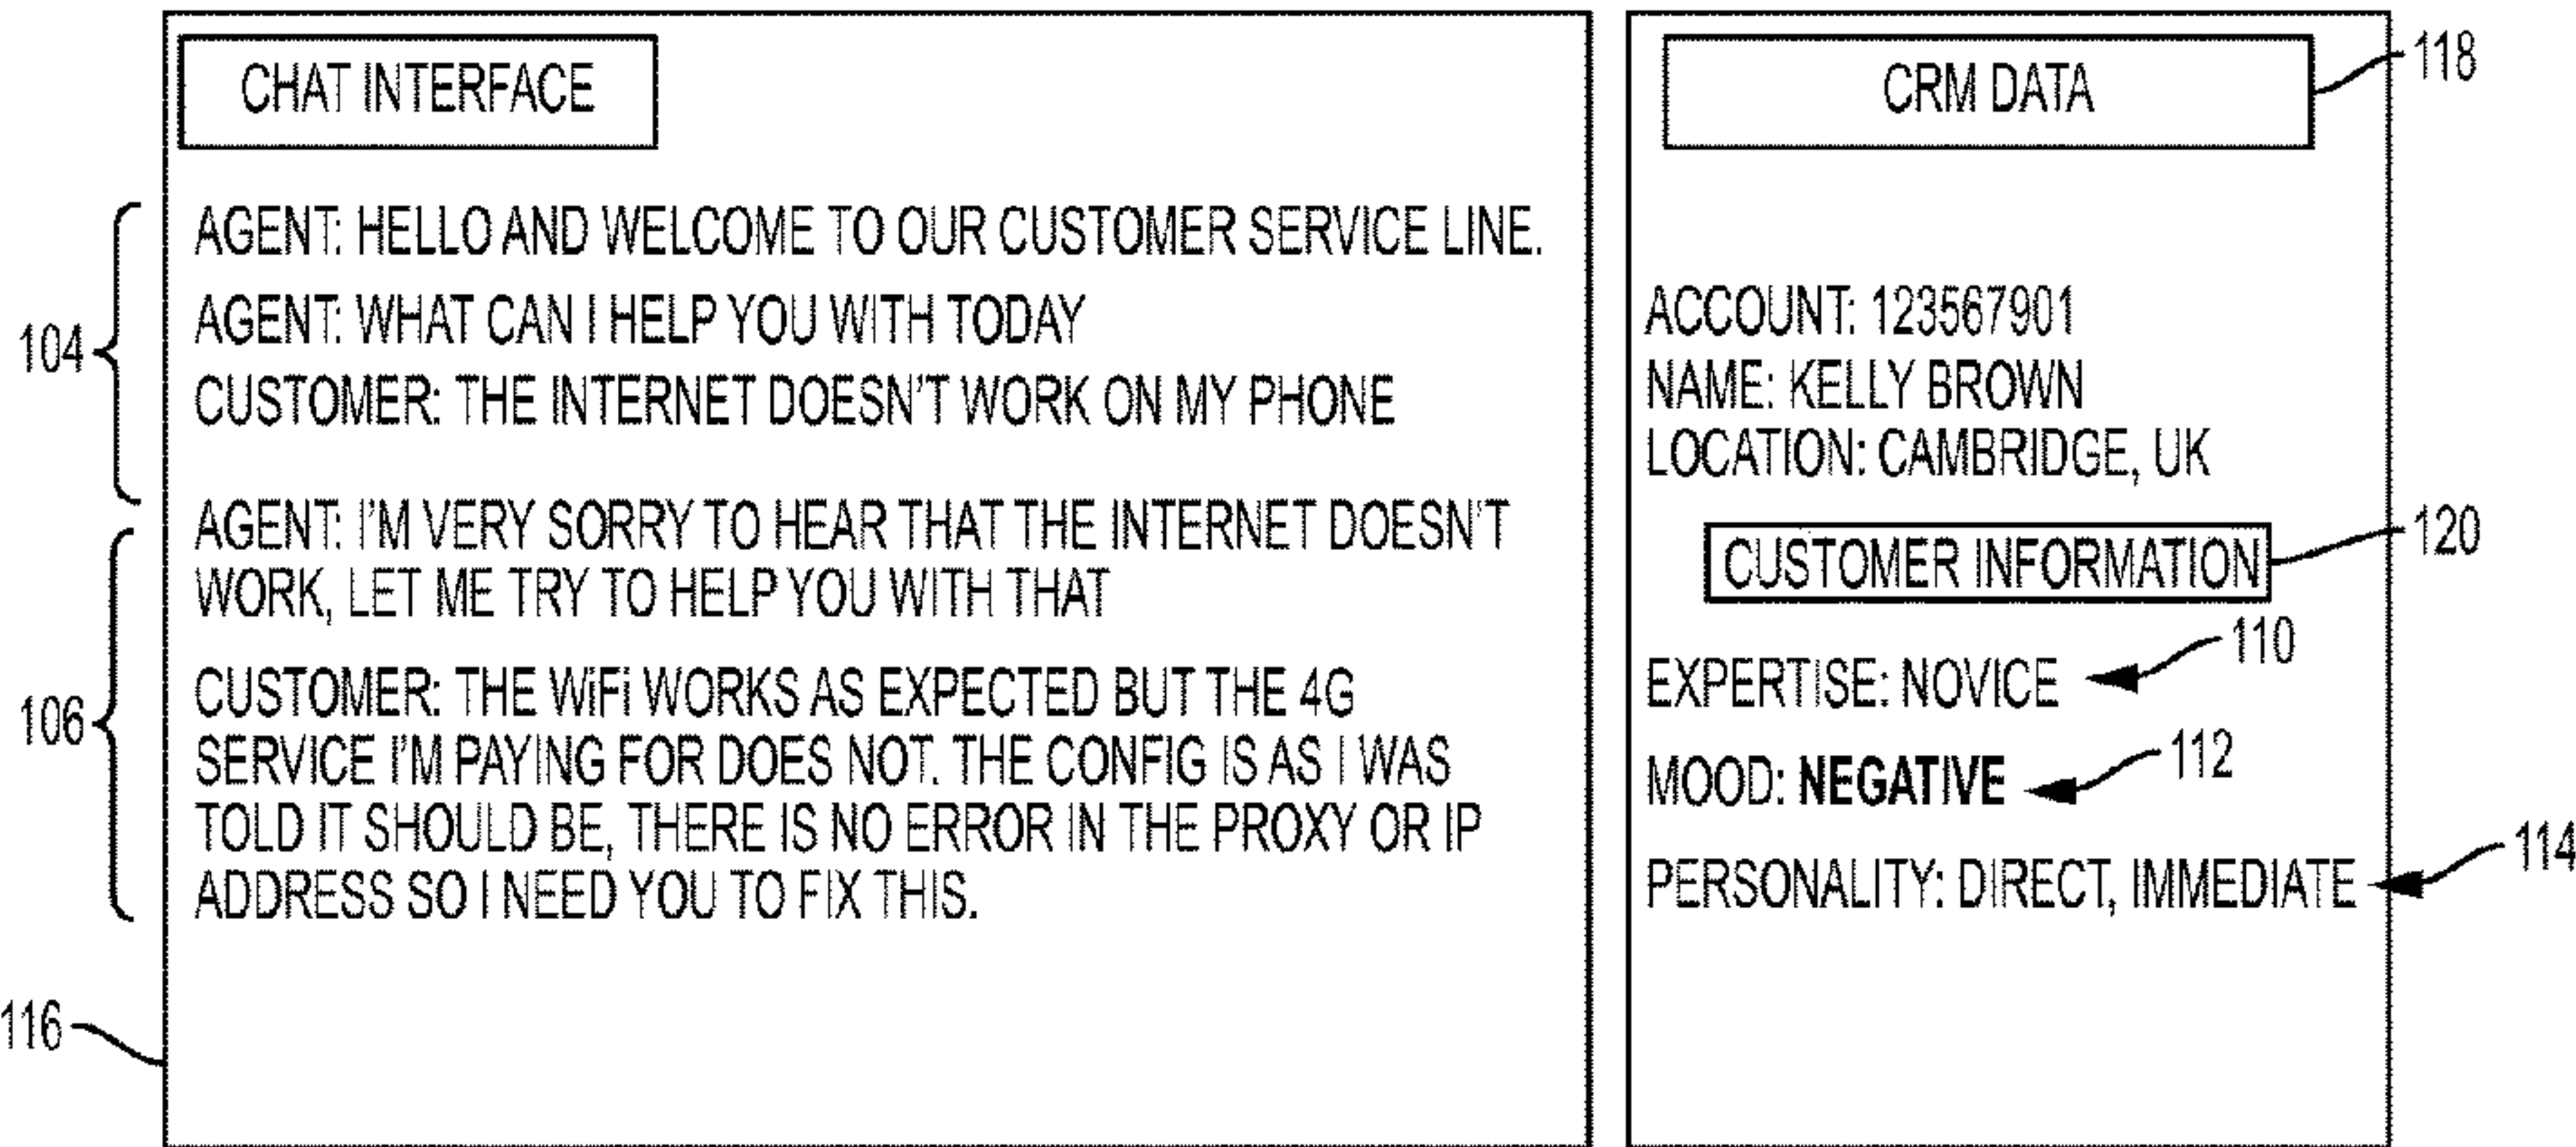 CHAT INTERFACE
AGENT: HELLO AND WELCOME TO OUR CUSTOMER SERVICE LINE.
AGENT: WHAT CAN I HELP YOU WITH TODAY
104
CUSTOMER: THE INTERNET DOESN'T WORK ON MY PHONE
AGENT: I'M VERY SORRY TO HEAR THAT THE INTERNET DOESN'T
WORK, LET ME TRY TO HELP YOU WITH THAT
106
CUSTOMER: THE WiFi WORKS AS EXPECTED BUT THE 4G
SERVICE I'M PAYING FOR DOES NOT. THE CONFIG IS AS I WAS
TOLD IT SHOULD BE, THERE IS NO ERROR IN THE PROXY OR IP
ADDRESS SO I NEED YOU TO FIX THIS.
116
CRM DATA
118
ACCOUNT: 123567901
NAME: KELLY BROWN
LOCATION: CAMBRIDGE, UK
CUSTOMER INFORMATION
120
EXPERTISE: NOVICE
110
MOOD: NEGATIVE
112
PERSONALITY: DIRECT, IMMEDIATE
114